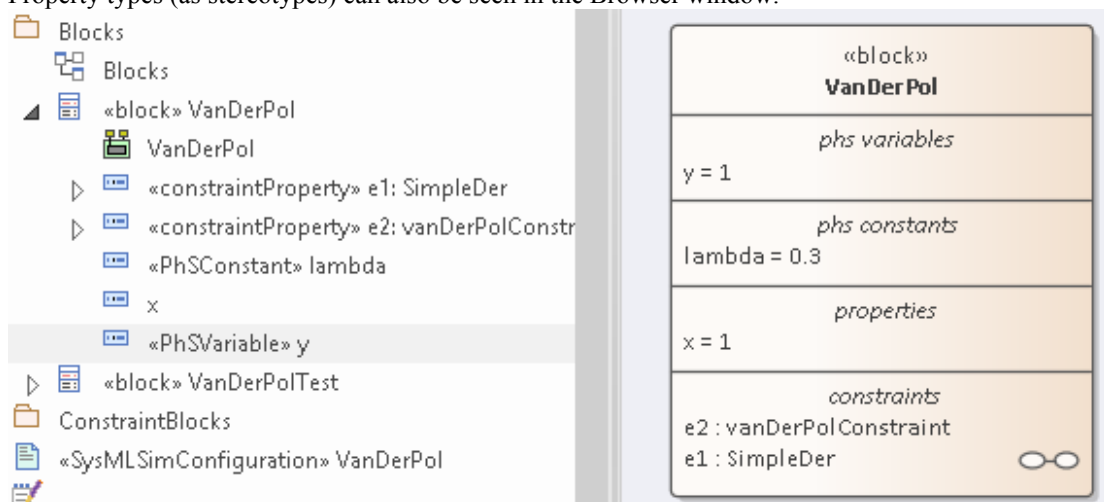 Property types (as stereotypes) can also be seen in the Browser window.
Blocks
Blocks
«block» VanDerPol
VanDerPol
«constraintProperty» e1: SimpleDer
«constraintProperty» e2: vanDerPolConstr
«PhSConstant» lambda
x
«PhSVariable» y
«block» VanDerPolTest
ConstraintBlocks
«SysMLSimConfiguration» VanDerPol
«block»
VanDerPol
phs variables
y = 1
phs constants
lambda = 0.3
properties
x = 1
constraints
e2 : vanDerPolConstraint
e1 : SimpleDer